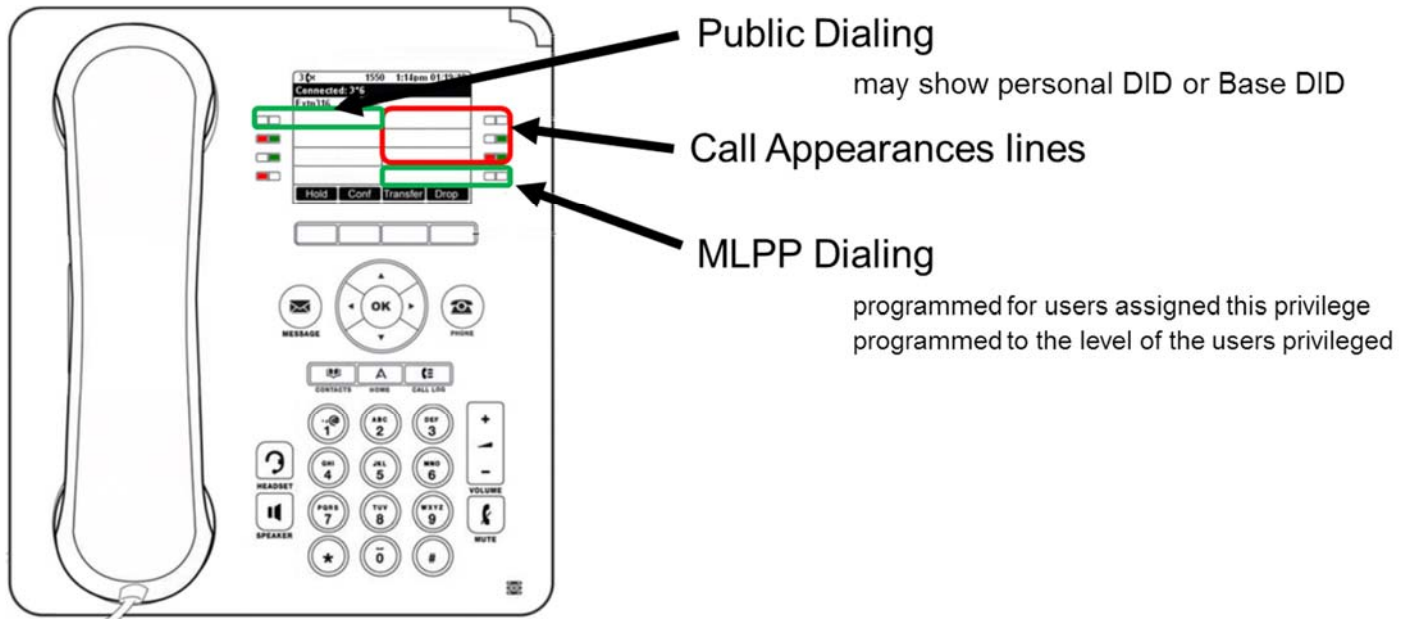 Public Dialing
may show personal DID or Base DID
Call Appearances lines
MLPP Dialing
programmed for users assigned this privilege
programmed to the level of the users privileged
1550 1:14pm
Connected: 3*6
Extn316
Hold Conf Transfer Drop
OK
MESSAGE PHONE
A
CONTACTS HOME CALL LOG
1 ABC 2 DEF 3
GHI 4 JKL 5 MNO 6
PQRS 7 TUV 8 WXYZ 9
* 0 #
+
-
HEADSET
VOLUME
SPEAKER
MUTE